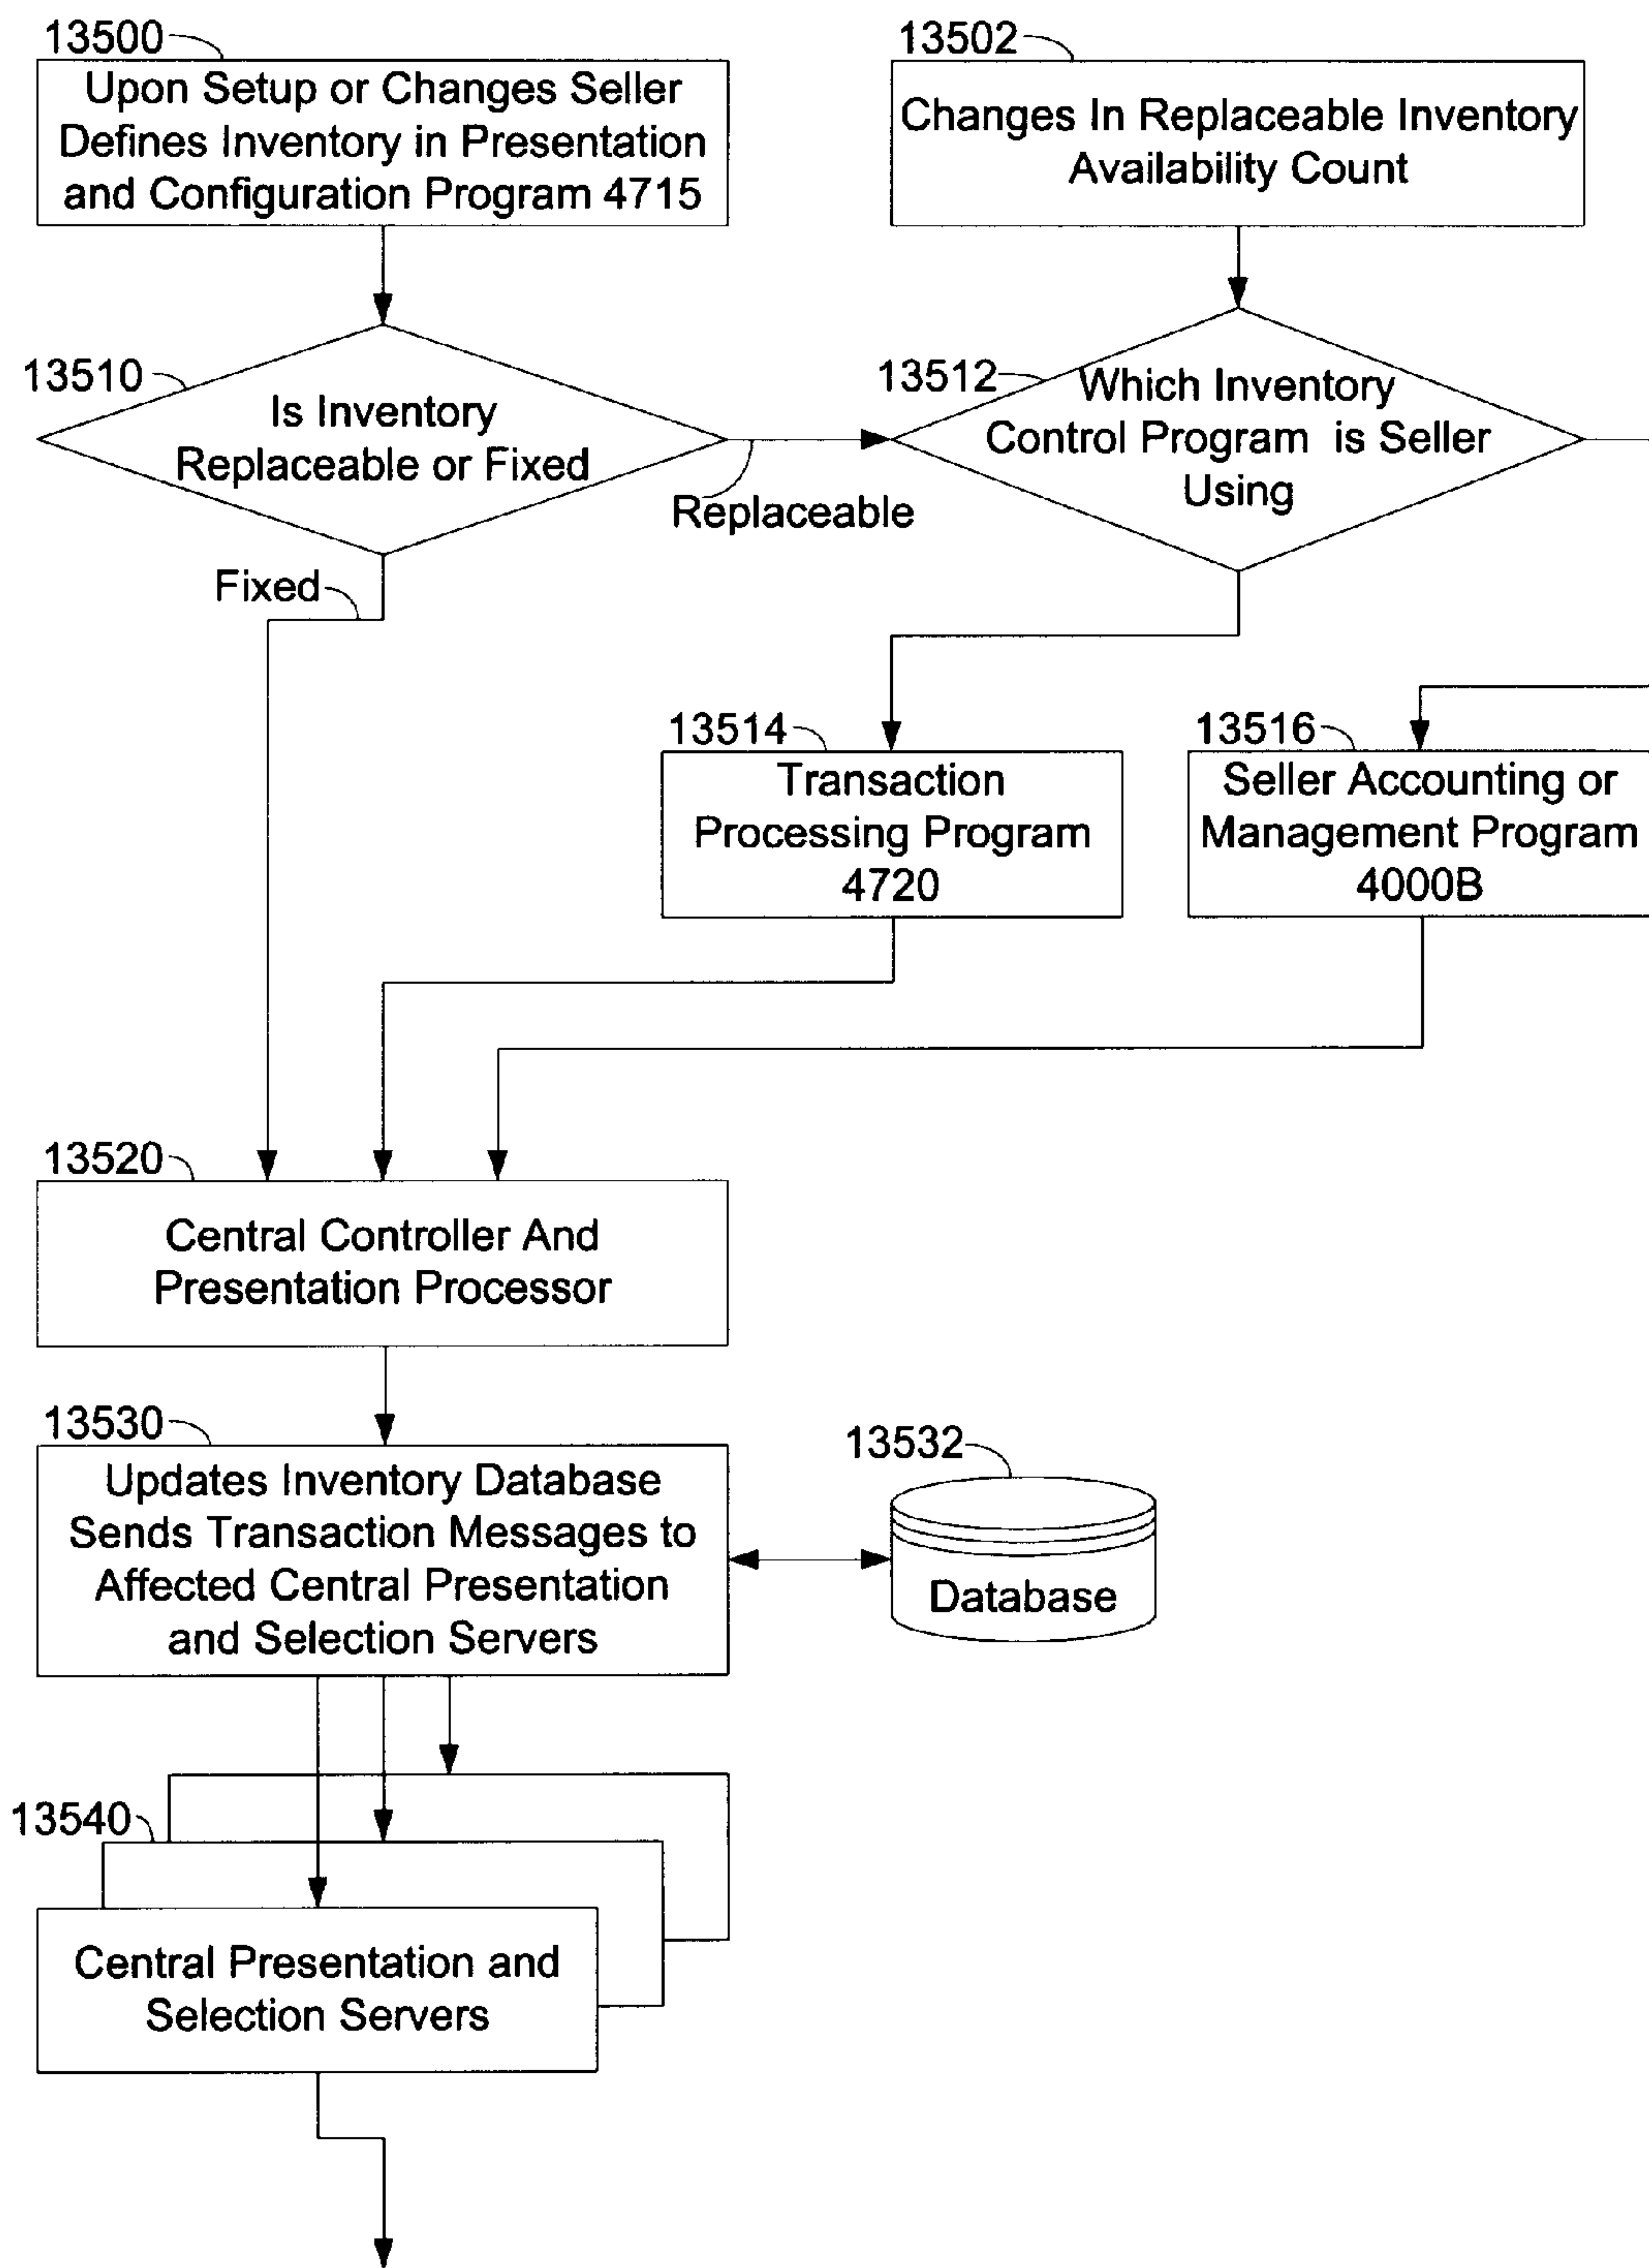 13500
Upon Setup or Changes Seller
Defines Inventory in Presentation
and Configuration Program 4715
13502
Changes In Replaceable Inventory
Availability Count
13510
Is Inventory
Replaceable or Fixed
Replaceable
Fixed
13512
Which Inventory
Control Program is Seller
Using
13514
Transaction
Processing Program
4720
13516
Seller Accounting or
Management Program
4000B
13520
Central Controller And
Presentation Processor
13530
Updates Inventory Database
Sends Transaction Messages to
Affected Central Presentation
and Selection Servers
13532
Database
13540
Central Presentation and
Selection Servers